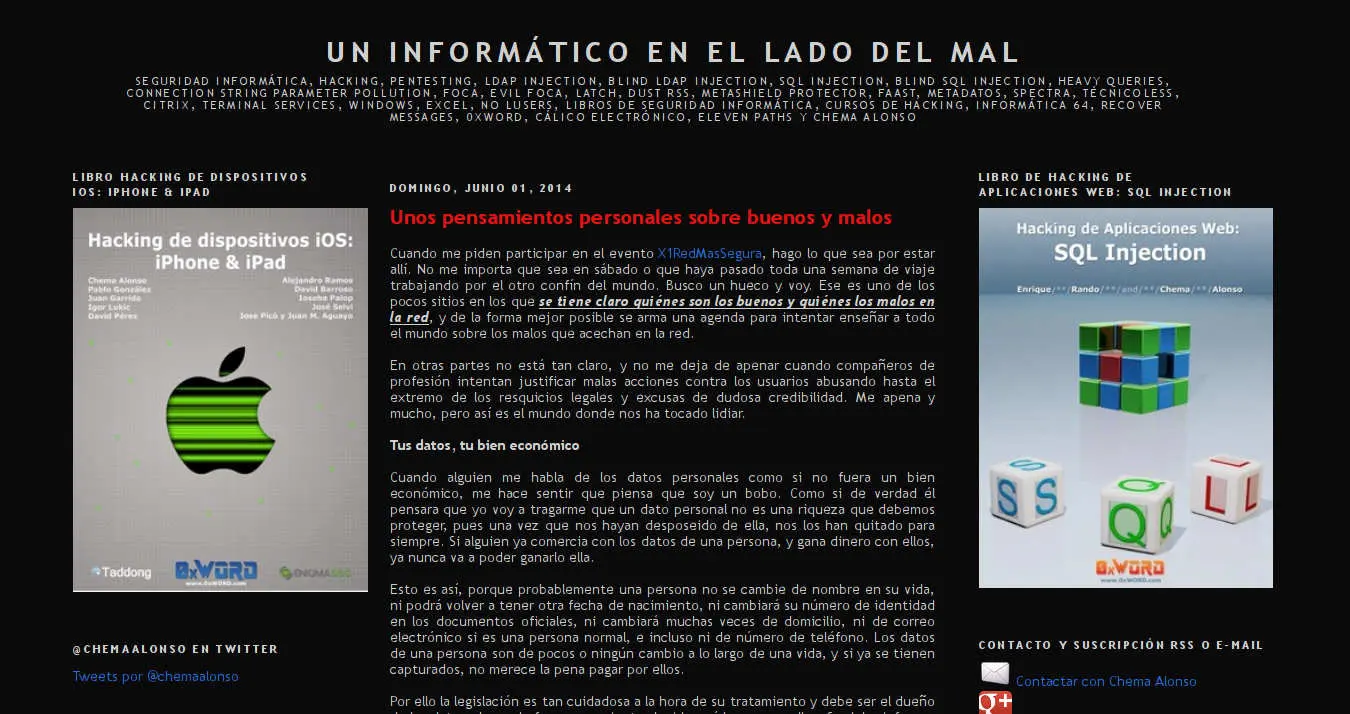 UN INFORMÁTICO EN EL LADO DEL MAL
SEGURIDAD INFORMÁTICA, HACKING, PENTESTING, LDAP INJECTION, BLIND LDAP INJECTION, SQL INJECTION, BLIND SQL INJECTION, HEAVY QUERIES,
CONNECTION STRING PARAMETER POLLUTION, FOCA, EVIL FOCA, LATCH, DUST RSS, METASHIELD PROTECTOR, FAAST, METADATOS, SPECTRA, TÉCNICOLESS,
CITRIX, TERMINAL SERVICES, WINDOWS, EXCEL, NO LUSERS, LIBROS DE SEGURIDAD INFORMÁTICA, CURSOS DE HACKING, INFORMÁTICA 64, RECOVER
MESSAGES, 0XWORD, CÁLICO ELECTRÓNICO, ELEVEN PATHS Y CHEMA ALONSO
LIBRO HACKING DE DISPOSITIVOS
IOS: IPHONE & IPAD
Hacking de dispositivos iOS:
iPhone & iPad
Chema Alonso
Pablo González
Juan Garrido
Igor Lukic
David Pérez
Alejandro Ramos
David Barroso
Ioseba Palop
José Selvi
Jose Picó y Juan M. Aguayo
Taddong
0xWORD
www.0xWORD.com
ENIGMASEC
@CHEMAALONSO EN TWITTER
Tweets por @chemaalonso
DOMINGO, JUNIO 01, 2014
Unos pensamientos personales sobre buenos y malos
Cuando me piden participar en el evento X1RedMasSegura, hago lo que sea por estar
allí. No me importa que sea en sábado o que haya pasado toda una semana de viaje
trabajando por el otro confín del mundo. Busco un hueco y voy. Ese es uno de los
pocos sitios en los que se tiene claro quiénes son los buenos y quiénes los malos en
la red, y de la forma mejor posible se arma una agenda para intentar enseñar a todo
el mundo sobre los malos que acechan en la red.
En otras partes no está tan claro, y no me deja de apenar cuando compañeros de
profesión intentan justificar malas acciones contra los usuarios abusando hasta el
extremo de los resquicios legales y excusas de dudosa credibilidad. Me apena y
mucho, pero así es el mundo donde nos ha tocado lidiar.
Tus datos, tu bien económico
Cuando alguien me habla de los datos personales como si no fuera un bien
económico, me hace sentir que piensa que soy un bobo. Como si de verdad él
pensara que yo voy a tragarme que un dato personal no es una riqueza que debemos
proteger, pues una vez que nos hayan desposeido de ella, nos los han quitado para
siempre. Si alguien ya comercia con los datos de una persona, y gana dinero con ellos,
ya nunca va a poder ganarlo ella.
Esto es así, porque probablemente una persona no se cambie de nombre en su vida,
ni podrá volver a tener otra fecha de nacimiento, ni cambiará su número de identidad
en los documentos oficiales, ni cambiará muchas veces de domicilio, ni de correo
electrónico si es una persona normal, e incluso ni de número de teléfono. Los datos
de una persona son de pocos o ningún cambio a lo largo de una vida, y si ya se tienen
capturados, no merece la pena pagar por ellos.
Por ello la legislación es tan cuidadosa a la hora de su tratamiento y debe ser el dueño
LIBRO DE HACKING DE
APLICACIONES WEB: SQL INJECTION
Hacking de Aplicaciones Web:
SQL Injection
Enrique/**/Rando/**/and/**/Chema/**/Alonso
S S Q Q L L
0xWORD
www.0xWORD.com
CONTACTO Y SUSCRIPCIÓN RSS O E-MAIL
Contactar con Chema Alonso
g+